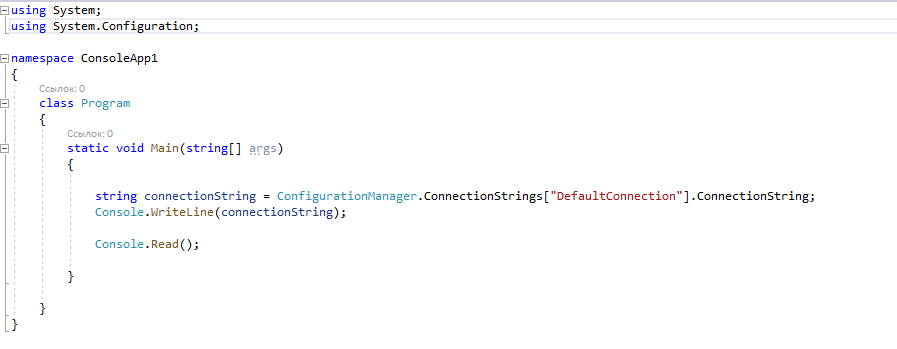 using System;
using System.Configuration;
namespace ConsoleApp1
{
Ссылок: 0
class Program
{
Ссылок: 0
static void Main(string[] args)
{
string connectionString = ConfigurationManager.ConnectionStrings["DefaultConnection"].ConnectionString;
Console.WriteLine(connectionString);
Console.Read();
}
}
}